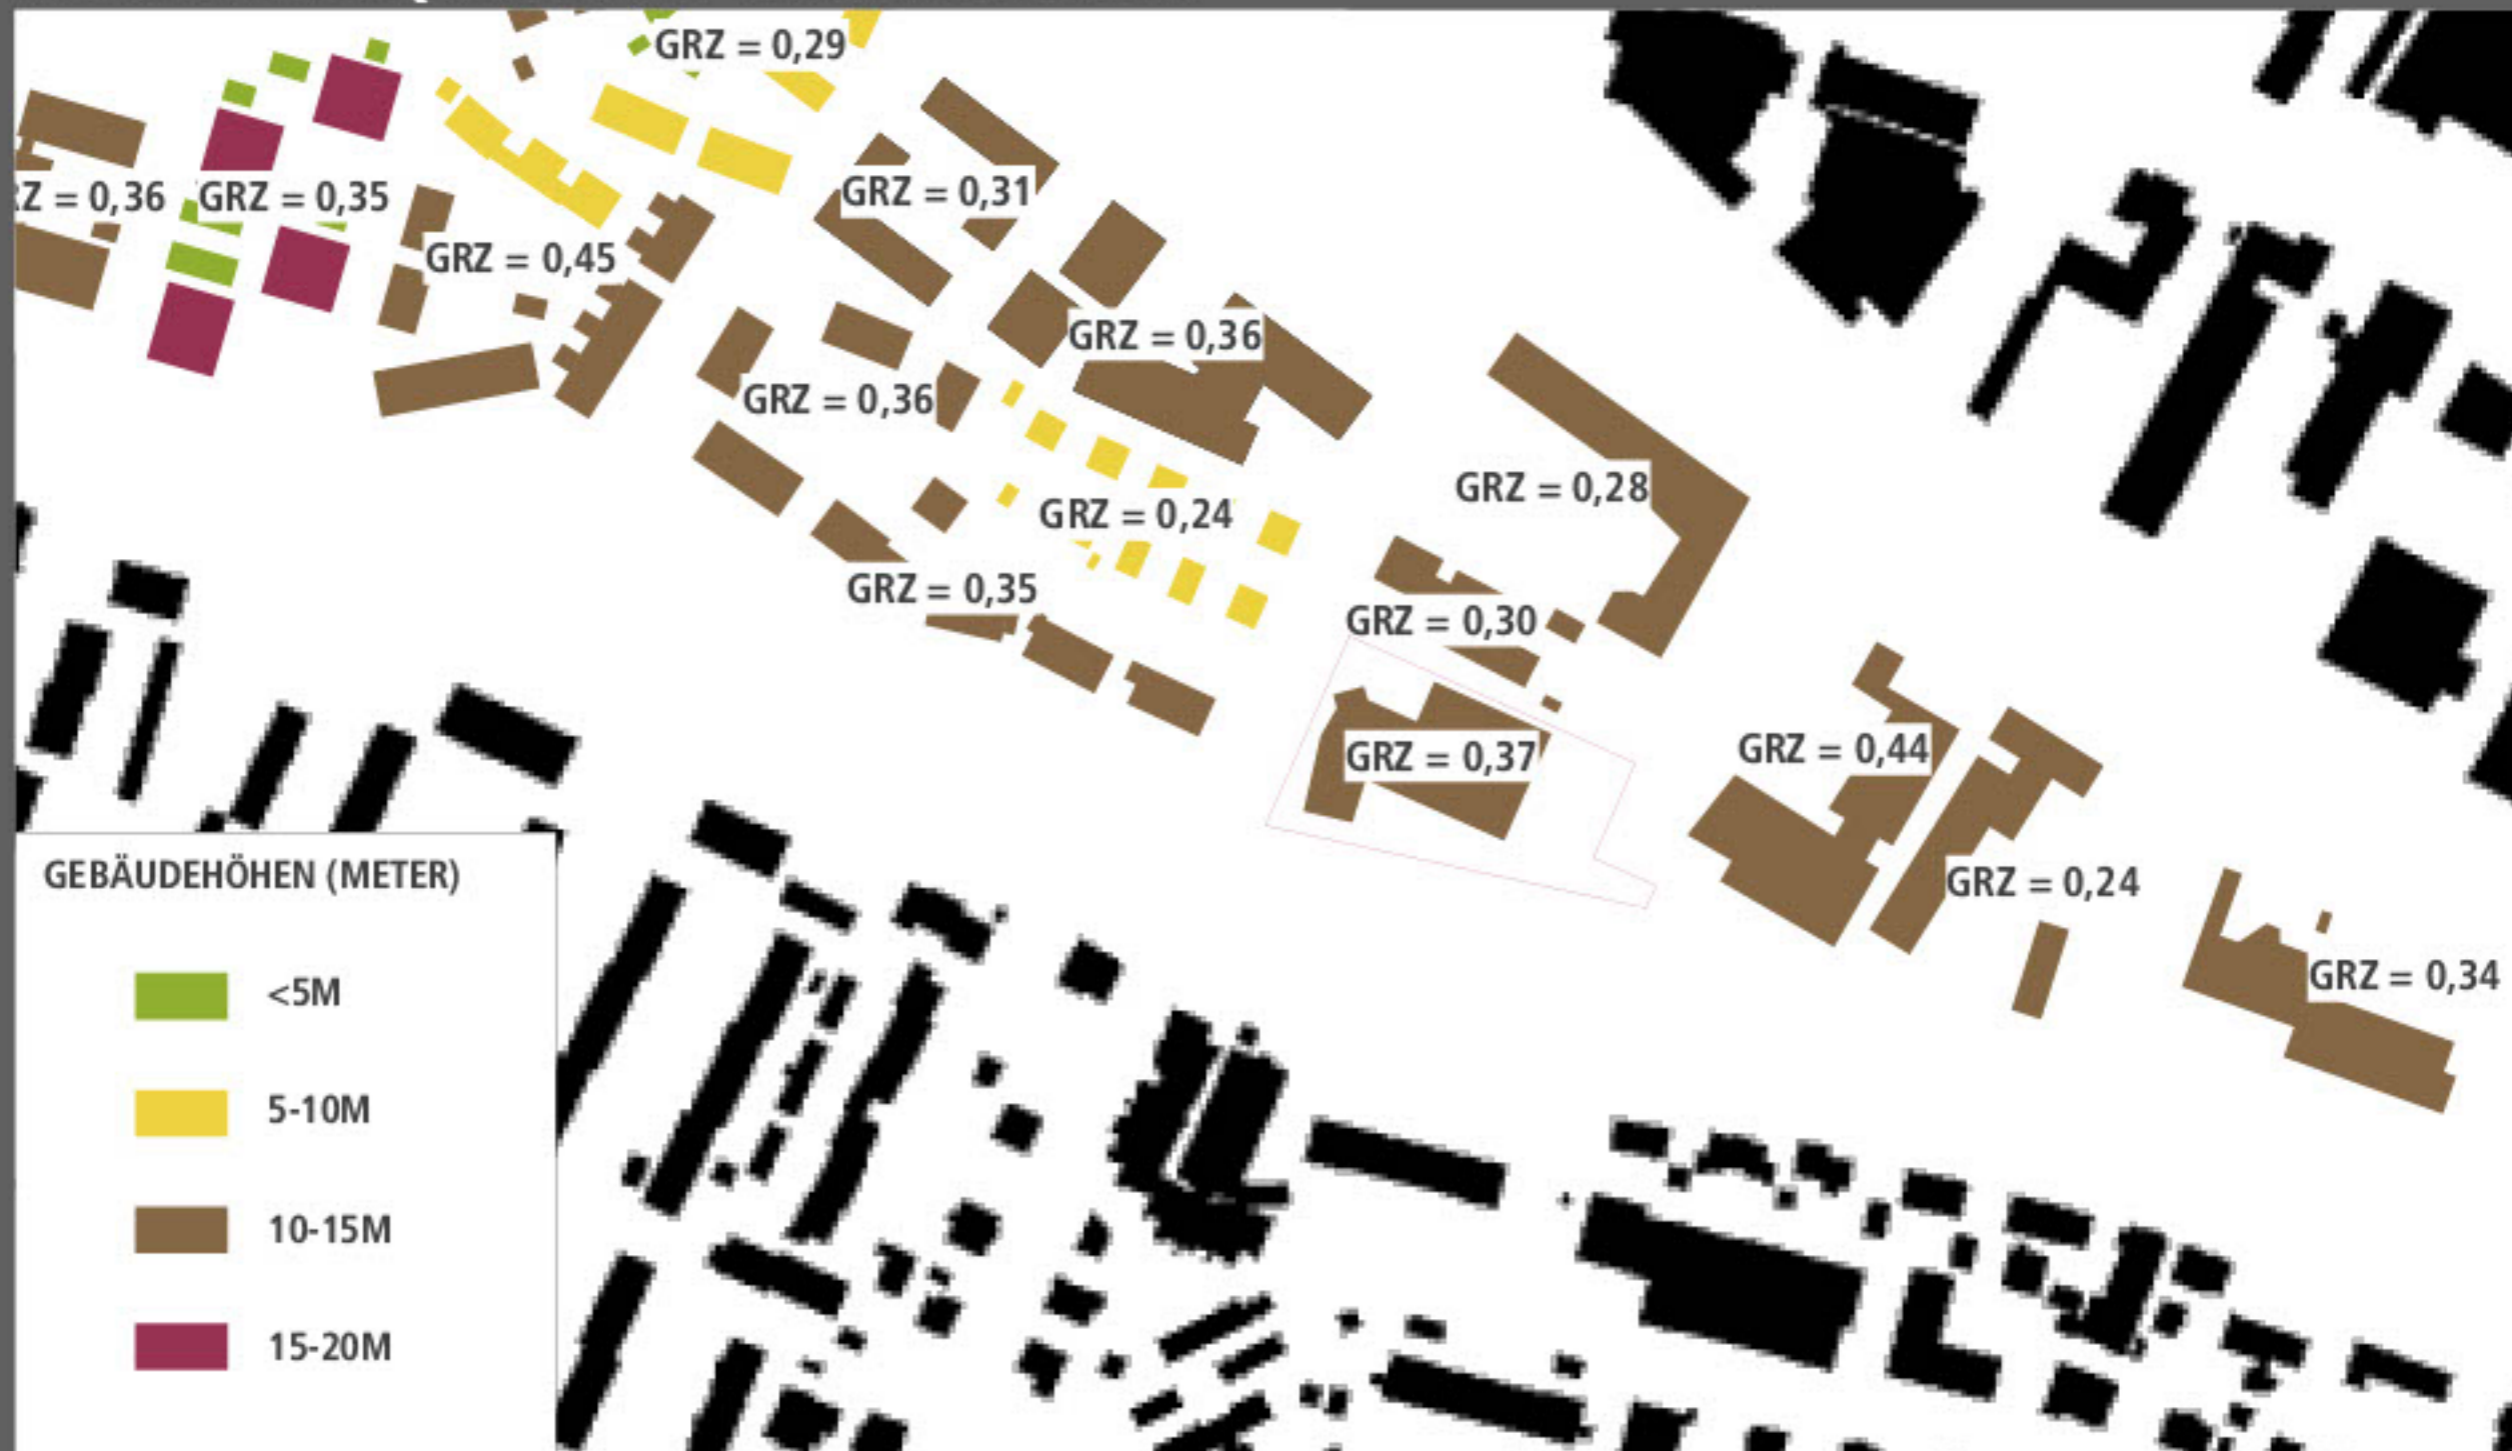 GRZ = 0,29
RZ = 0,36
GRZ = 0,35
GRZ = 0,31
GRZ = 0,45
GRZ = 0,36
GRZ = 0,36
GRZ = 0,28
GRZ = 0,24
GRZ = 0,35
GRZ = 0,30
GRZ = 0,37
GRZ = 0,44
GRZ = 0,24
GRZ = 0,34
GEBÄUDEHÖHEN (METER)
<5M
5-10M
10-15M
15-20M